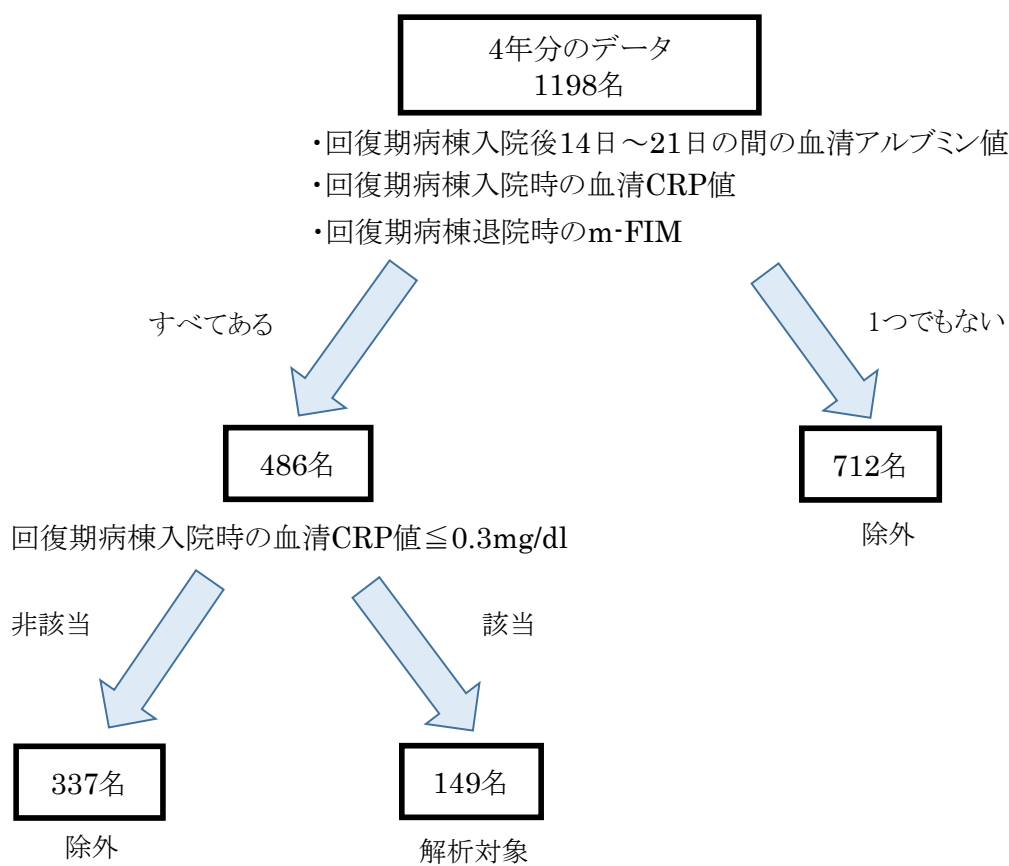 4年分のデータ
1198名
・回復期病棟入院後14日～21日の間の血清アルブミン値
・回復期病棟入院時の血清CRP値
・回復期病棟退院時のm-FIM
すべてある
1つでもない
486名
712名
回復期病棟入院時の血清CRP値≦0.3mg/dl
除外
非該当
該当
337名
149名
除外
解析対象